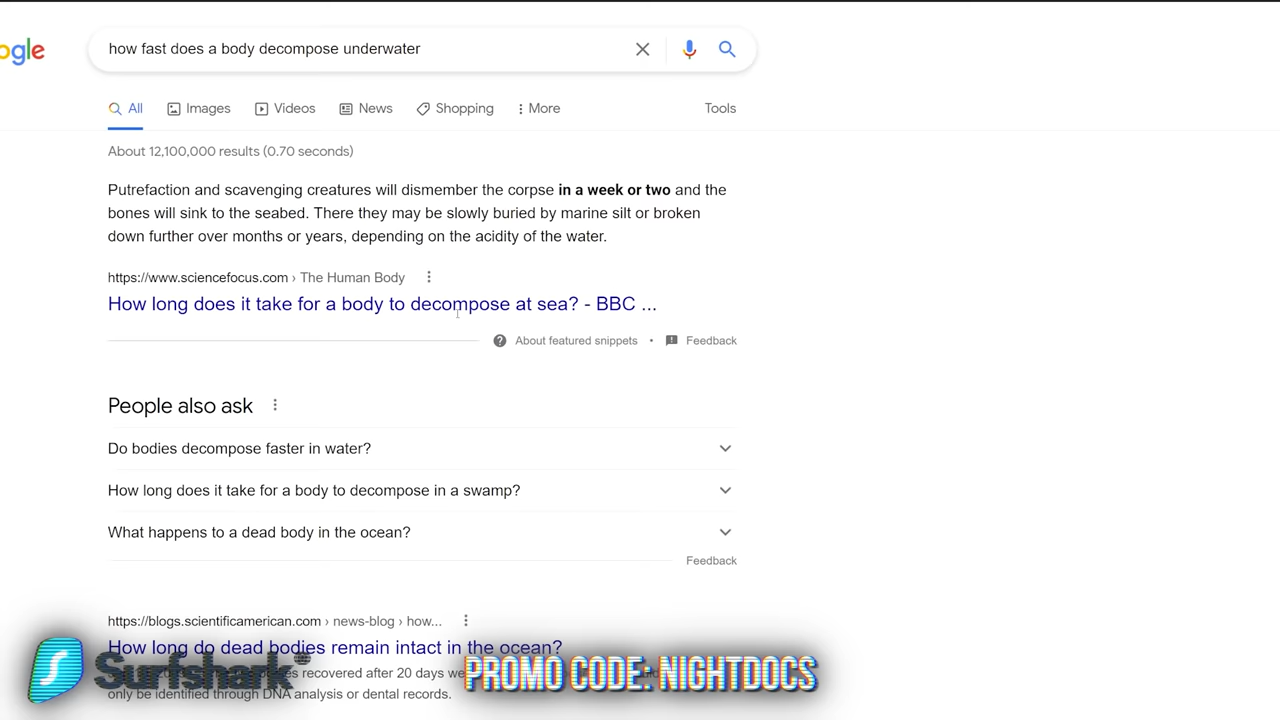 ogle
how fast does a body decompose underwater
All
Images
Videos
News
Shopping
More
Tools
About 12,100,000 results (0.70 seconds)
Putrefaction and scavenging creatures will dismember the corpse in a week or two and the
bones will sink to the seabed. There they may be slowly buried by marine silt or broken
down further over months or years, depending on the acidity of the water.
https://www.sciencefocus.com › The Human Body
How long does it take for a body to decompose at sea? - BBC ...
About featured snippets • Feedback
People also ask
Do bodies decompose faster in water?
How long does it take for a body to decompose in a swamp?
What happens to a dead body in the ocean?
Feedback
https://blogs.scientificamerican.com › news-blog › how...
How long do dead bodies remain intact in the ocean?
Surfshark®
recovered after 20 days
PROMO CODE: NIGHTDOCS
only be identified through DNA analysis or dental records.